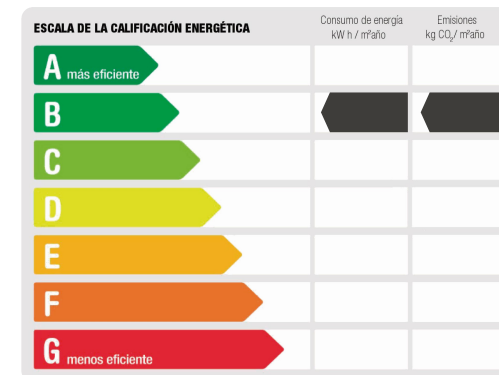 ESCALA DE LA CALIFICACIÓN ENERGÉTICA
Consumo de energía
kW h / m²año
Emisiones
kg CO₂/ m²año
A más eficiente
B
C
D
E
F
G menos eficiente